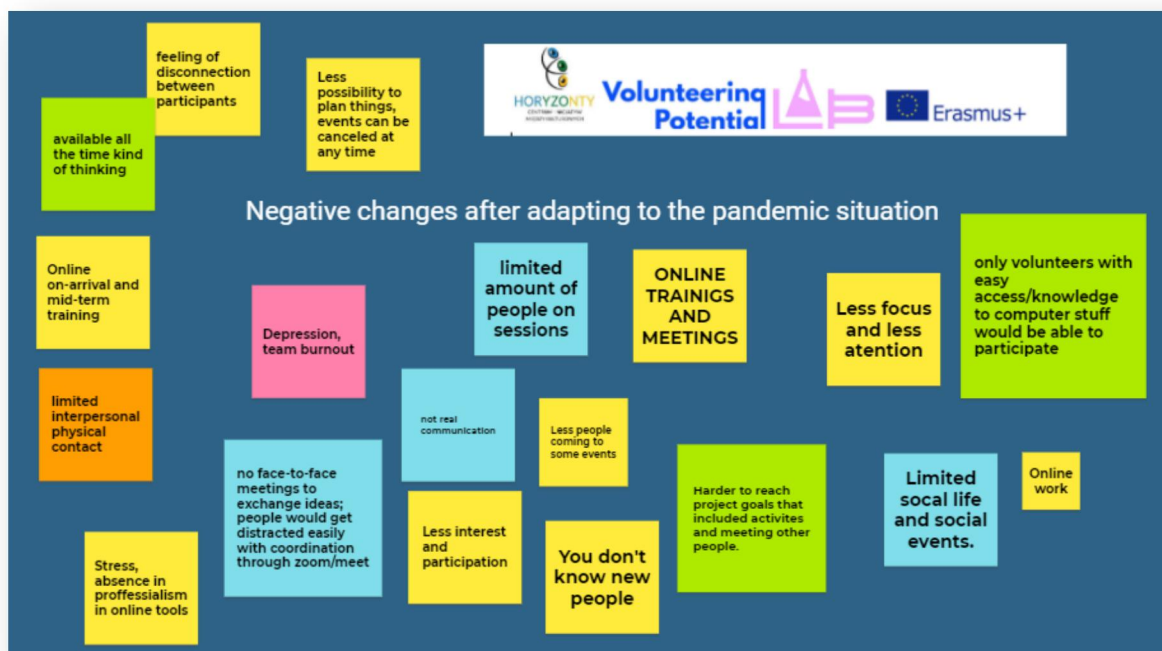 feeling of
disconnection
between
participants
Less
possibility to
plan things,
events can be
canceled at
any time
HORYZONTY
Volunteering
Potential
LAB
Erasmus+
available all
the time kind
of thinking
Negative changes after adapting to the pandemic situation
Online
on-arrival and
mid-term
training
Depression,
team burnout
limited
amount of
people on
sessions
ONLINE
TRAINIGS
AND
MEETINGS
Less focus
and less
atention
only volunteers with
easy
access/knowledge
to computer stuff
would be able to
participate
limited
interpersonal
physical
contact
not real
communication
Less people
coming to
some events
no face-to-face
meetings to
exchange ideas;
people would get
distracted easily
with coordination
through zoom/meet
Less interest
and
participation
You don't
know new
people
Harder to reach
project goals that
included activites
and meeting other
people.
Limited
socal life
and social
events.
Online
work
Stress,
absence in
proffessialism
in online tools